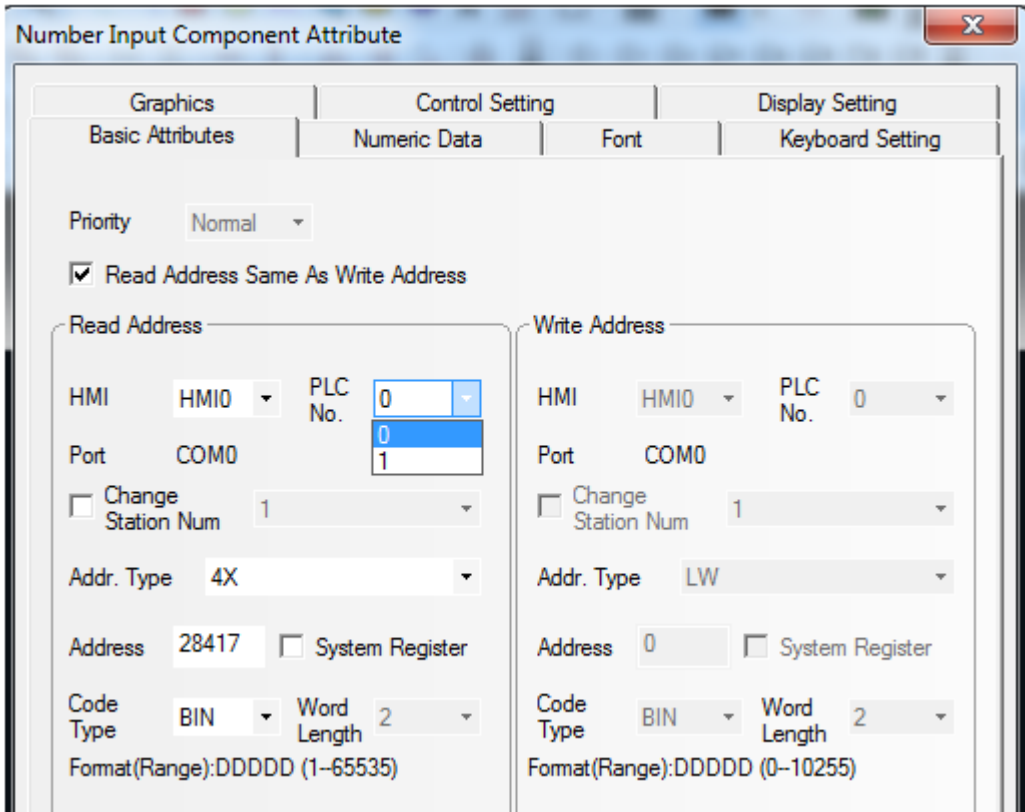 Number Input Component Attribute
Graphics Control Setting Display Setting
Basic Attributes Numeric Data Font Keyboard Setting
Priority Normal
Read Address Same As Write Address
Read Address
HMI HMI0 PLC No. 0
0
1
Port COM0
Change Station Num 1
Addr. Type 4X
Address 28417 System Register
Code Type BIN Word Length 2
Format(Range):DDDDD (1--65535)
Write Address
HMI HMI0 PLC No. 0
Port COM0
Change Station Num 1
Addr. Type LW
Address 0 System Register
Code Type BIN Word Length 2
Format(Range):DDDDD (0--10255)